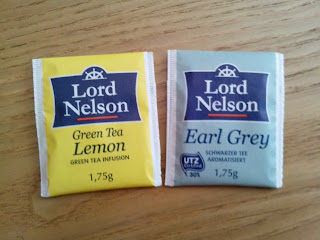 Lord
Nelson
Green Tea
Lemon
GREEN TEA INFUSION
1,75g
Lord
Nelson
Earl Grey
SCHWARZER TEE
AROMATISIERT
UTZ
30%
1,75g